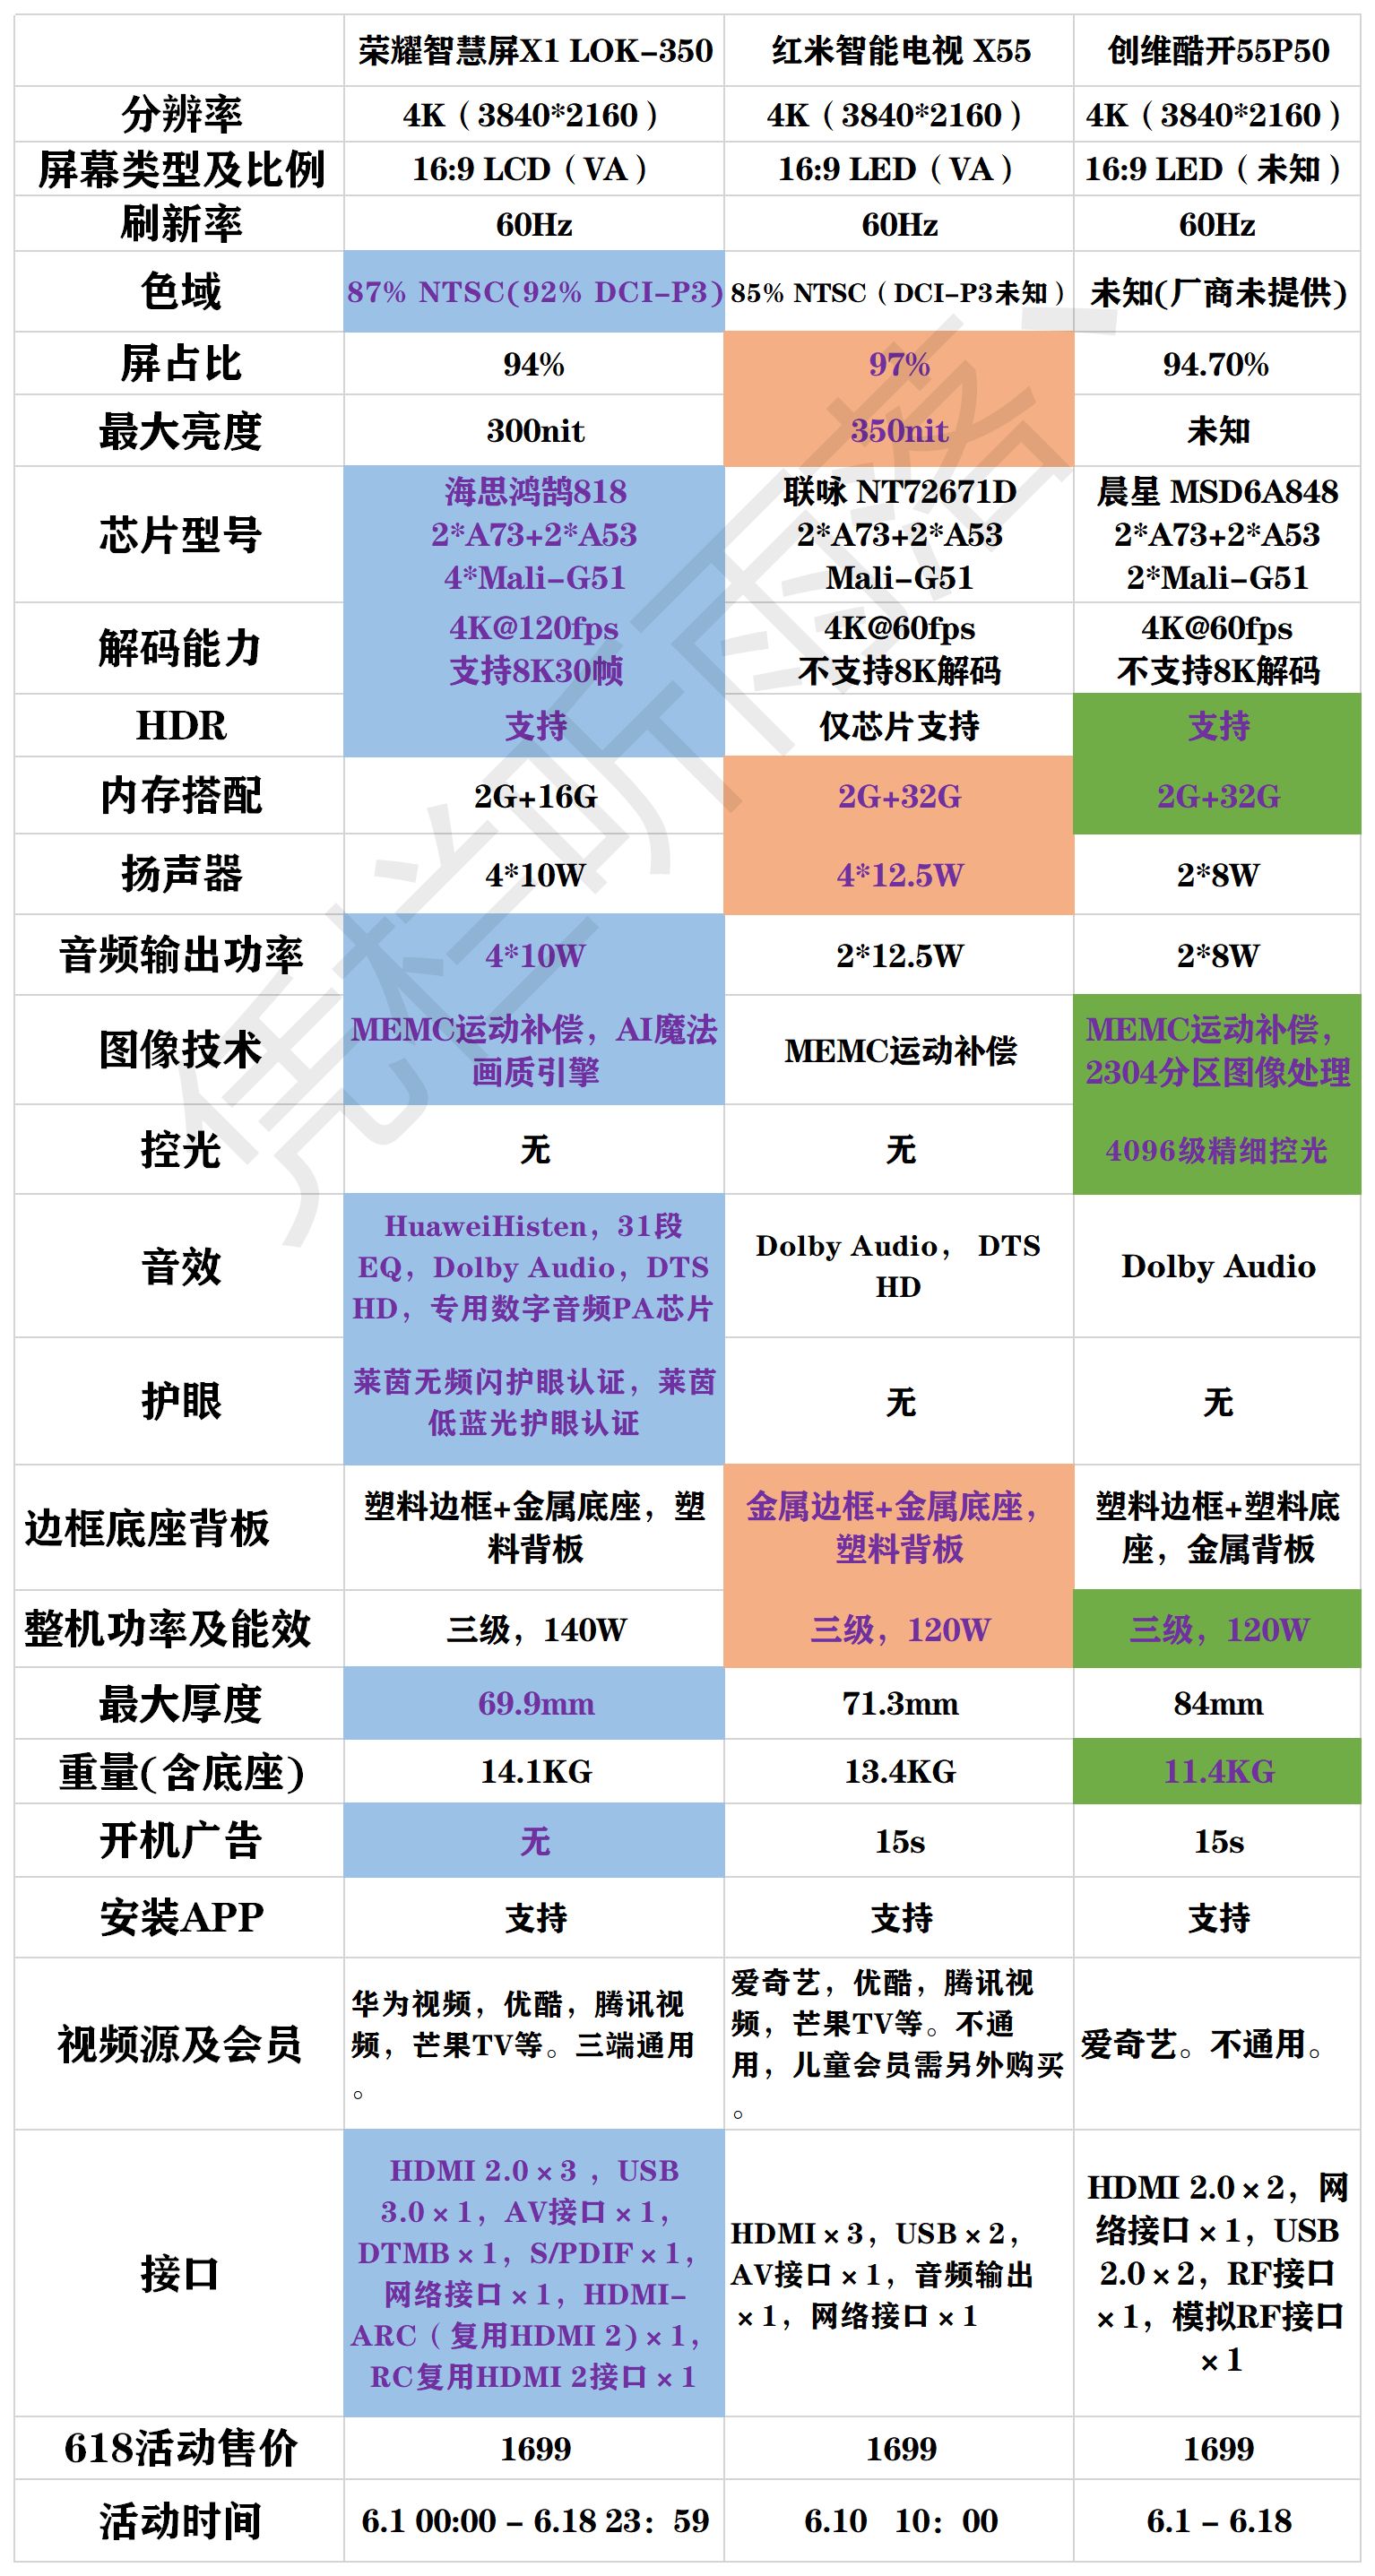 荣耀智慧屏X1 LOK-350 红米智能电视 X55 创维酷开55P50
分辨率 4K（3840*2160） 4K（3840*2160） 4K（3840*2160）
屏幕类型及比例 16:9 LCD（VA） 16:9 LED（VA） 16:9 LED（未知）
刷新率 60Hz 60Hz 60Hz
色域 87% NTSC(92% DCI-P3) 85% NTSC（DCI-P3未知） 未知(厂商未提供)
屏占比 94% 97% 94.70%
最大亮度 300nit 350nit 未知
芯片型号
海思鸿鹄818
2*A73+2*A53
4*Mali-G51
联咏 NT72671D
2*A73+2*A53
Mali-G51
晨星 MSD6A848
2*A73+2*A53
2*Mali-G51
解码能力
4K@120fps
支持8K30帧
4K@60fps
不支持8K解码
4K@60fps
不支持8K解码
HDR 支持 仅芯片支持 支持
内存搭配 2G+16G 2G+32G 2G+32G
扬声器 4*10W 4*12.5W 2*8W
音频输出功率 4*10W 2*12.5W 2*8W
图像技术
MEMC运动补偿，AI魔法
画质引擎
MEMC运动补偿
MEMC运动补偿，
2304分区图像处理
控光 无 无 4096级精细控光
音效
HuaweiHisten，31段
EQ，Dolby Audio，DTS
HD，专用数字音频PA芯片
Dolby Audio， DTS
HD
Dolby Audio
护眼
莱茵无频闪护眼认证，莱茵
低蓝光护眼认证
无
无
边框底座背板
塑料边框+金属底座，塑
料背板
金属边框+金属底座，
塑料背板
塑料边框+塑料底
座，金属背板
整机功率及能效 三级，140W 三级，120W 三级，120W
最大厚度 69.9mm 71.3mm 84mm
重量(含底座) 14.1KG 13.4KG 11.4KG
开机广告 无 15s 15s
安装APP 支持 支持 支持
视频源及会员
华为视频，优酷，腾讯视
频，芒果TV等。三端通用
。
爱奇艺，优酷，腾讯视
频，芒果TV等。不通
用，儿童会员需另外购买
。
爱奇艺。不通用。
接口
HDMI 2.0×3 ，USB
3.0×1，AV接口×1，
DTMB×1，S/PDIF×1，
网络接口×1，HDMI-
ARC（复用HDMI 2)×1，
RC复用HDMI 2接口×1
HDMI×3，USB×2，
AV接口×1，音频输出
×1，网络接口×1
HDMI 2.0×2，网
络接口×1，USB
2.0×2，RF接口
×1，模拟RF接口
×1
618活动售价 1699 1699 1699
活动时间 6.1 00:00 - 6.18 23：59 6.10 10：00 6.1 - 6.18
凭栏听雨落、